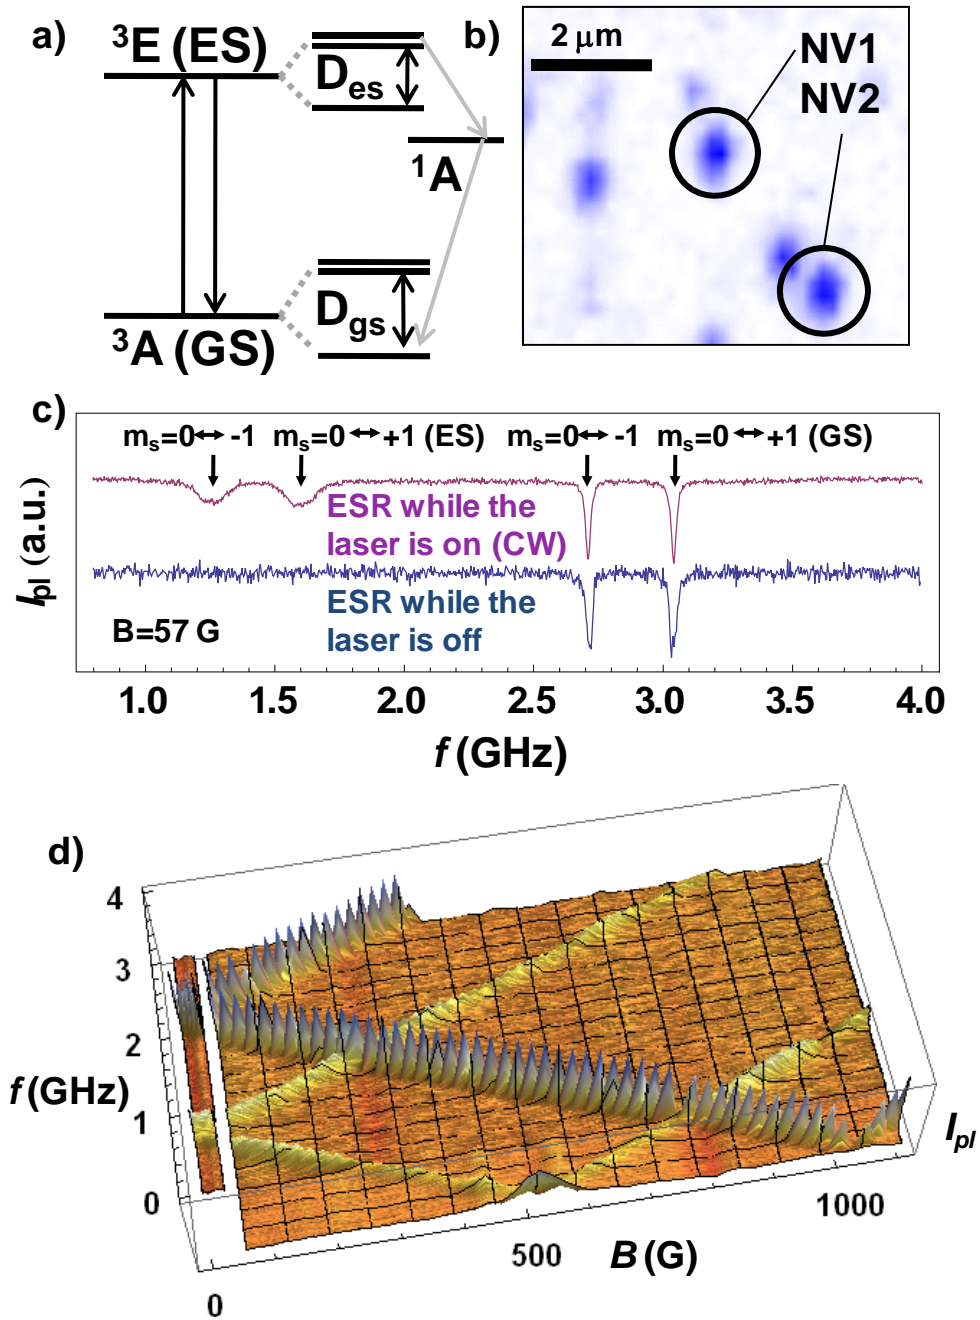 a)
³E (ES)
D_es
¹A
D_gs
³A (GS)
b)
2 μm
NV1
NV2
c)
m_s=0↔ -1
m_s=0 ↔+1 (ES)
m_s=0↔ -1
m_s=0 ↔+1 (GS)
ESR while the
laser is on (CW)
ESR while the
laser is off
B=57 G
I_pl (a.u.)
1.0 1.5 2.0 2.5 3.0 3.5 4.0
f (GHz)
d)
4
3
2
1
0
f (GHz)
0
500
1000
B (G)
I_pl